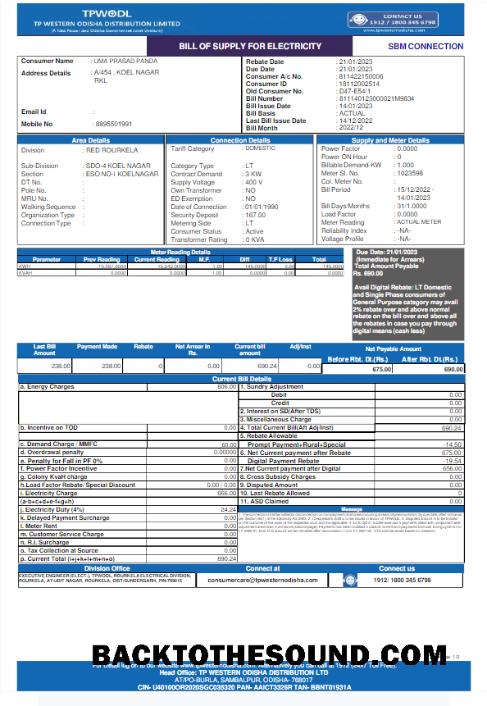 TPWODL
TP WESTERN ODISHA DISTRIBUTION LIMITED
CONTACT US
1912 / 1800 345 6798
www.tpwesternodisha.com
BILL OF SUPPLY FOR ELECTRICITY
SBM CONNECTION
Consumer Name : UMA PRASAD PANDA
Address Details : A/454 , KOEL NAGAR
RKL
Email Id :
Mobile No : 8895501991
Rebate Date : 21/01/2023
Due Date : 21/01/2023
Consumer A/c No. : 811422150006
Consumer ID : 18112002514
Old Consumer No. : D47-E54/1
Bill Number : 811140123000021M9634
Bill Issue Date : 14/01/2023
Bill Basis : ACTUAL
Last Bill Issue Date : 14/12/2022
Bill Month : 2022/12
Area Details
Division : RED ROURKELA
Sub-Division : SDO-4 KOEL NAGAR
Section : ESO NO-I KOELNAGAR
DT No. :
Pole No. :
MRU No. :
Walking Sequence :
Organization Type :
Connection Type :
Connection Details
Tariff Category : DOMESTIC
Category Type : LT
Contract Demand : 3 KW
Supply Voltage : 400 V
Own Transformer : NO
ED Exemption : NO
Date of Connection : 01/01/1990
Security Deposit : 167.00
Metering Side : LT
Consumer Status : Active
Transformer Rating : 0 KVA
Supply and Meter Details
Power Factor : 0.0000
Power ON Hour : 0
Billable Demand-KW : 1.000
Meter Sl. No. : 1023598
Col. Meter No. :
Bill Period : 15/12/2022 -
14/01/2023
Bill Days/Months : 31/1.0000
Load Factor : 0.0000
Meter Reading : ACTUAL METER
Reliability Index : -NA-
Voltage Profile : -NA-
Meter Reading Details
Parameter Prev Reading Current Reading M.F. Diff T.F Loss Total
KWH 1.00 145.0000 0.00 145.0000
KVAH 0.0000 0.0000 1.00 0.0000 0.00 0.0000
Due Date: 21/01/2023
(Immediate for Arrears)
Total Amount Payable
Rs. 690.00
Avail Digital Rebate: LT Domestic
and Single Phase consumers of
General Purpose category may avail
2% rebate over and above normal
rebate on the bill over and above all
the rebates in case you pay through
digital means (cash less)
Last Bill Amount Payment Made Rebate Net Arrear in Rs. Current bill amount Adj/Inst Net Payable Amount
Before Rbt. Dt.(Rs.) After Rbt. Dt.(Rs.)
238.00 238.00 -0 0.00 690.24 0.00 675.00 690.00
Current Bill Details
a. Energy Charges 606.00
b. Incentive on TOD 0.00
c. Demand Charge / MMFC 60.00
d. Overdrawal penalty 0.00000
e. Penalty for Fall in PF 0% 0.00
f. Power Factor Incentive 0.00
g. Colony KvaH charge 0.00
h.Load Factor Rebate/ Special Discount 0.00 / 0.00
i. Electricity Charge 666.00
(a-b+c+d+e-f+g+h)
j. Electricity Duty (4%) 24.24
k. Delayed Payment Surcharge 0.00
l. Meter Rent 0.00
m. Customer Service Charge 0.00
n. R.I. Surcharge 0.00
o. Tax Collection at Source 0.00
p. Current Total 690.24
1. Sundry Adjustment
Debit 0.00
Credit 0.00
2. Interest on SD(After TDS) 0.00
3. Miscellaneous Charge 0.00
4. Total Current Bill(Aft Adj/Inst) 690.24
5. Rebate Allowable
Prompt Payment+Rural+Special -14.50
6. Net Current payment after Rebate 675.00
Digital Payment Rebate -19.54
7.Net Current payment after Digital 656.00
8. Cross Subsidy Charges 0.00
9. Disputed Amount 0.00
10. Last Rebate Allowed 0
11. ASD Claimed 0.00
Message
Division Office Connect at Connect
EXECUTIVE ENGINEER(ELECT.), TPWODL, ROURKELA ELECTRICAL DIVISION,
consumercare@tpwesternodisha.com
1912/ 1800 345 6798
BACKTOTHESOUND.COM
Head Office: TP WESTERN ODISHA DISTRIBUTION LTD
AT/PO-BURLA, SAMBALPUR, ODISHA- 768017
CIN- U40100OR2020SGC035320 PAN- AAICT3326R TAN- BBNT01931A